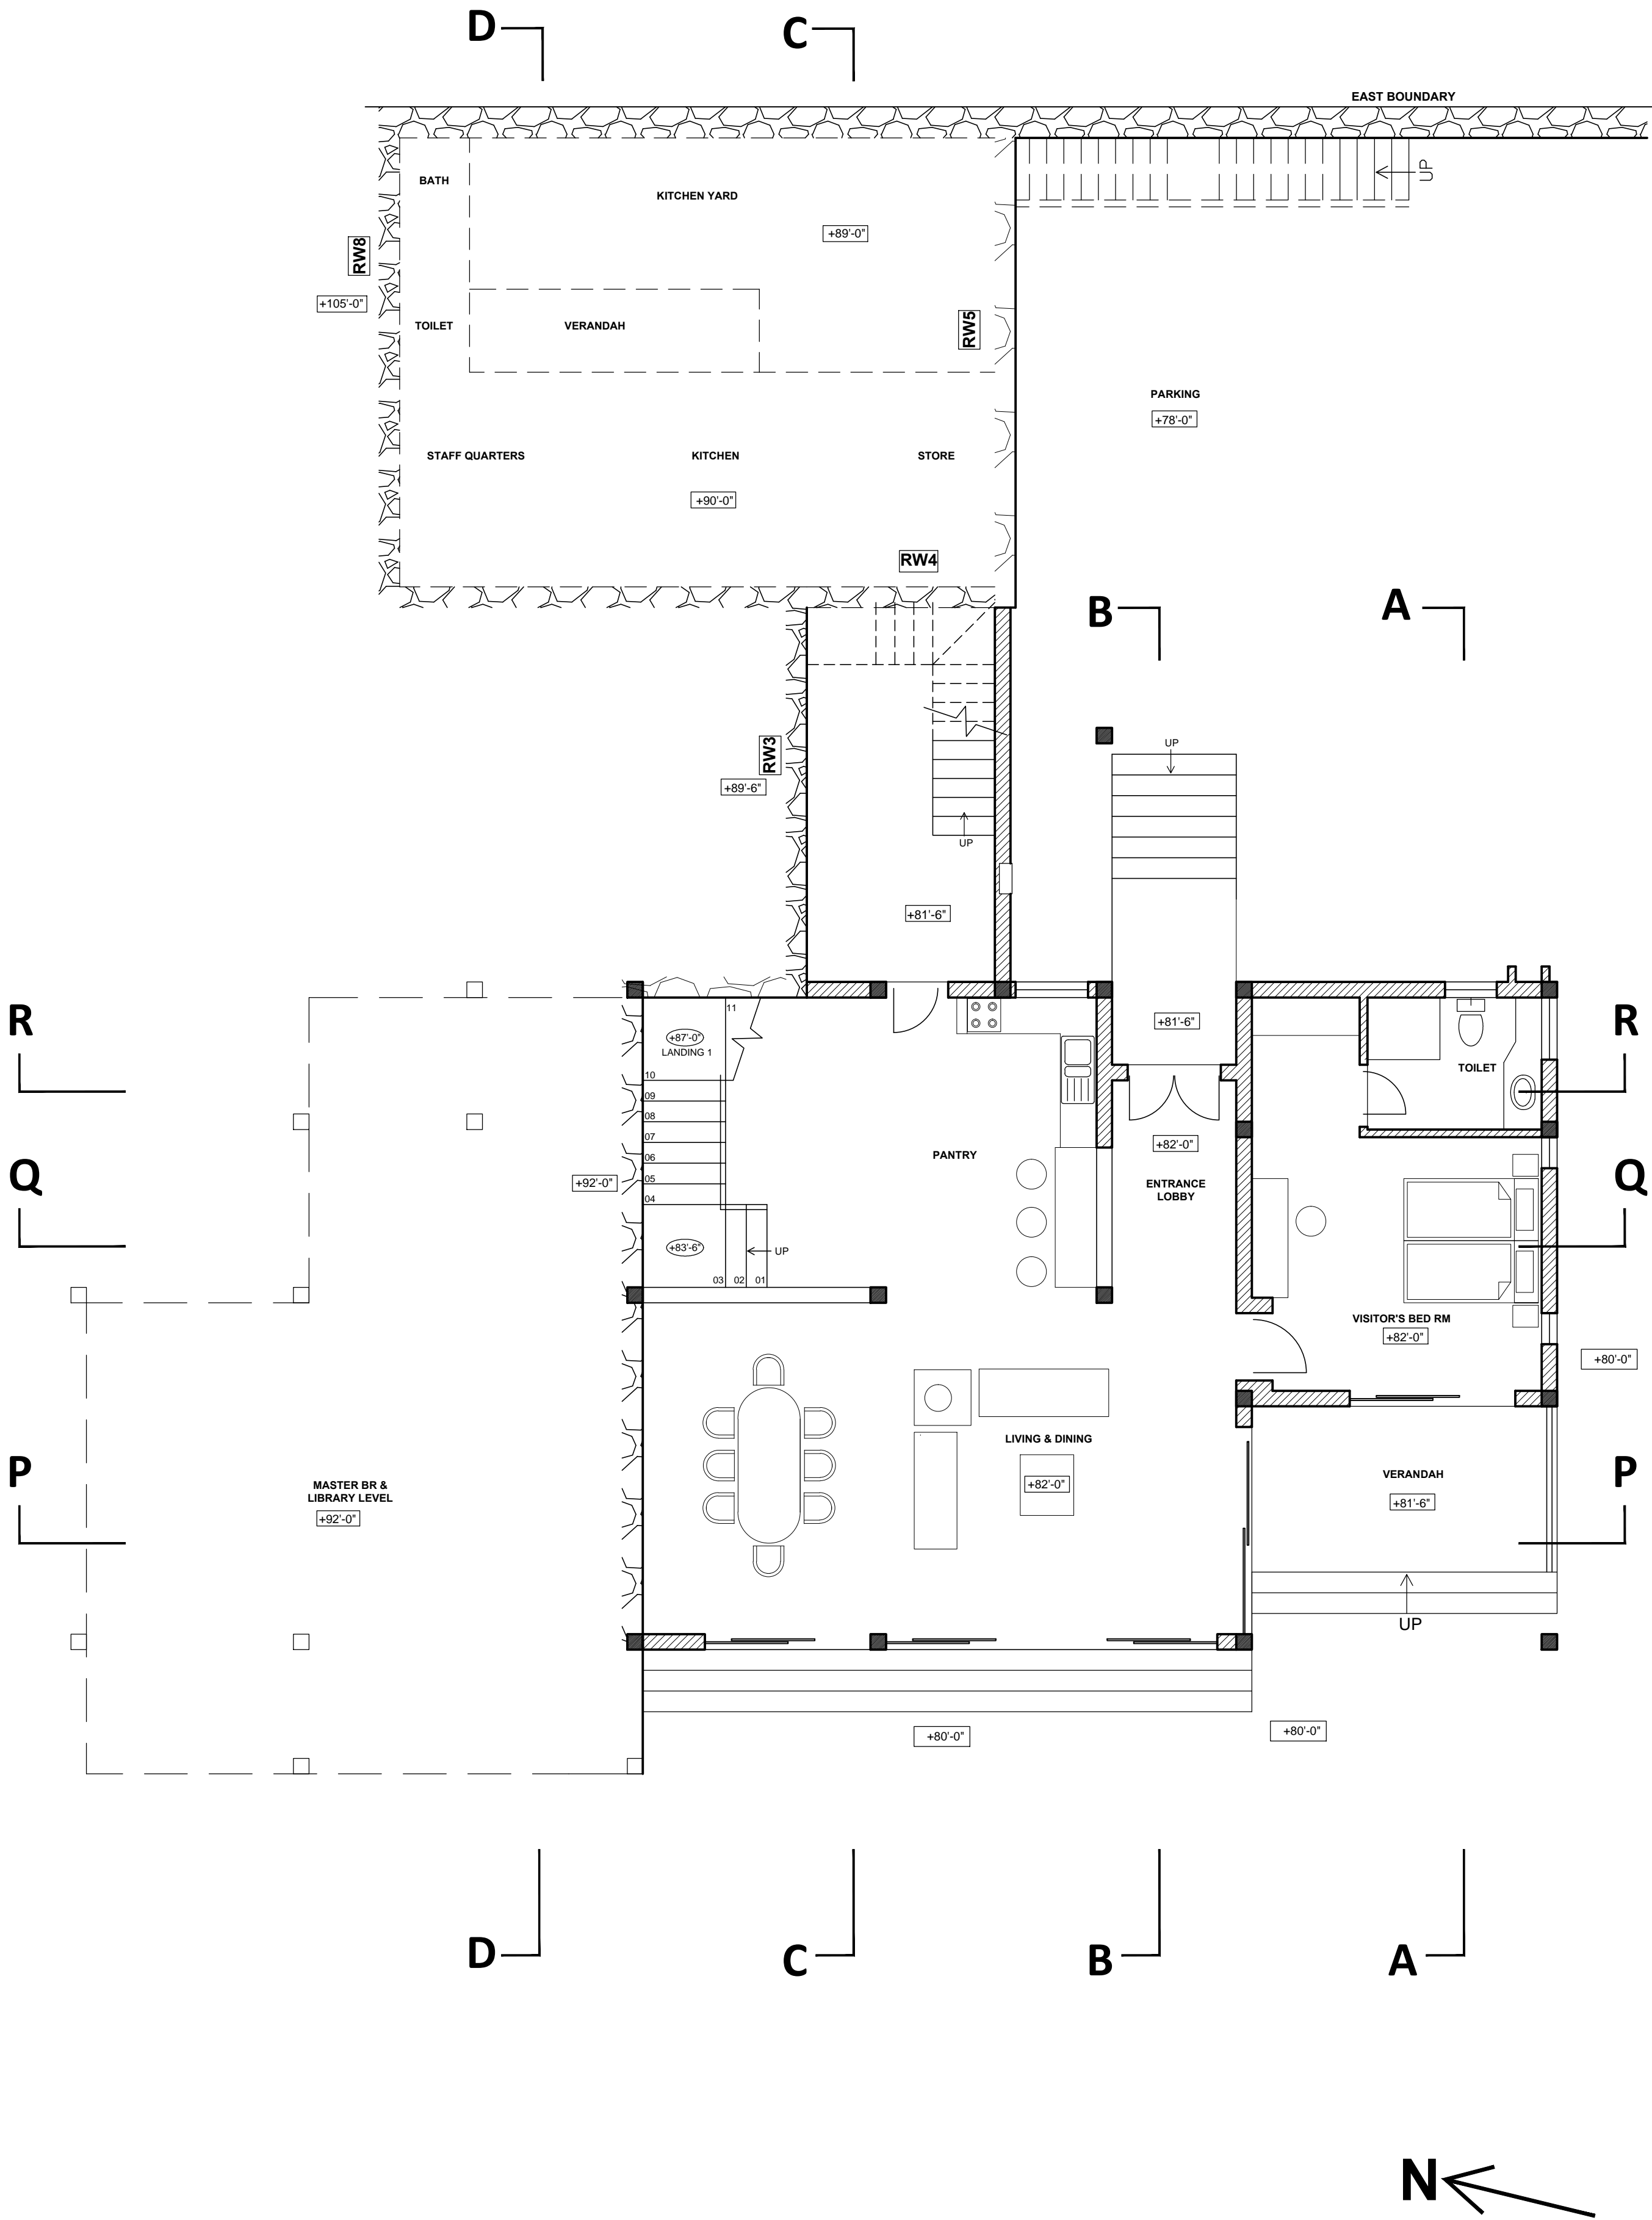 D
C
EAST BOUNDARY
BATH
KITCHEN YARD
UP
+89'-0"
RW8
+105'-0"
TOILET
VERANDAH
RW5
PARKING
+78'-0"
STAFF QUARTERS
KITCHEN
STORE
+90'-0"
RW4
B
A
UP
RW3
+89'-6"
UP
+81'-6"
R
11
+87'-0"
LANDING 1
+81'-6"
R
TOILET
10
09
08
07
06
05
04
+82'-0"
PANTRY
ENTRANCE
LOBBY
Q
+92'-0"
Q
+83'-6"
UP
03
02
01
VISITOR'S BED RM
+82'-0"
+80'-0"
LIVING & DINING
+82'-0"
P
MASTER BR &
LIBRARY LEVEL
+92'-0"
VERANDAH
+81'-6"
P
UP
+80'-0"
+80'-0"
D
C
B
A
N